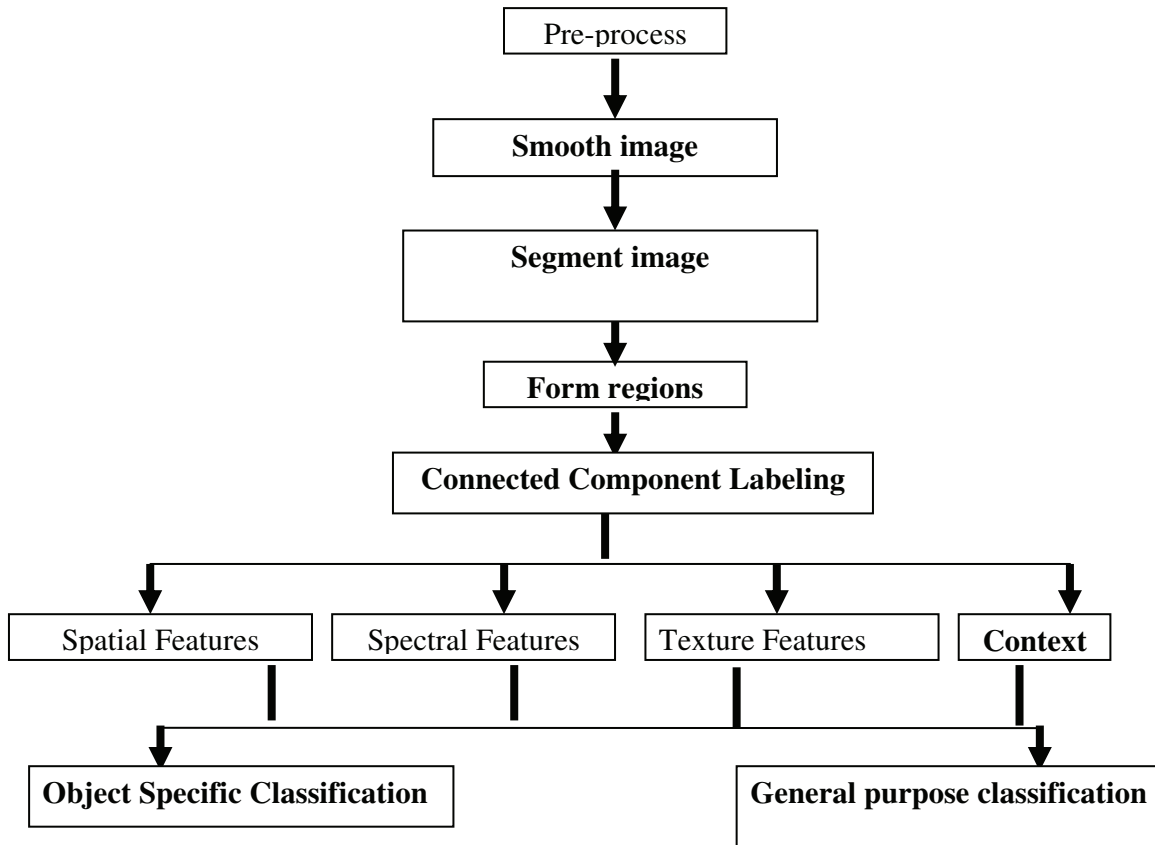 Pre-process
Smooth image
Segment image
Form regions
Connected Component Labeling
Spatial Features
Spectral Features
Texture Features
Context
Object Specific Classification
General purpose classification